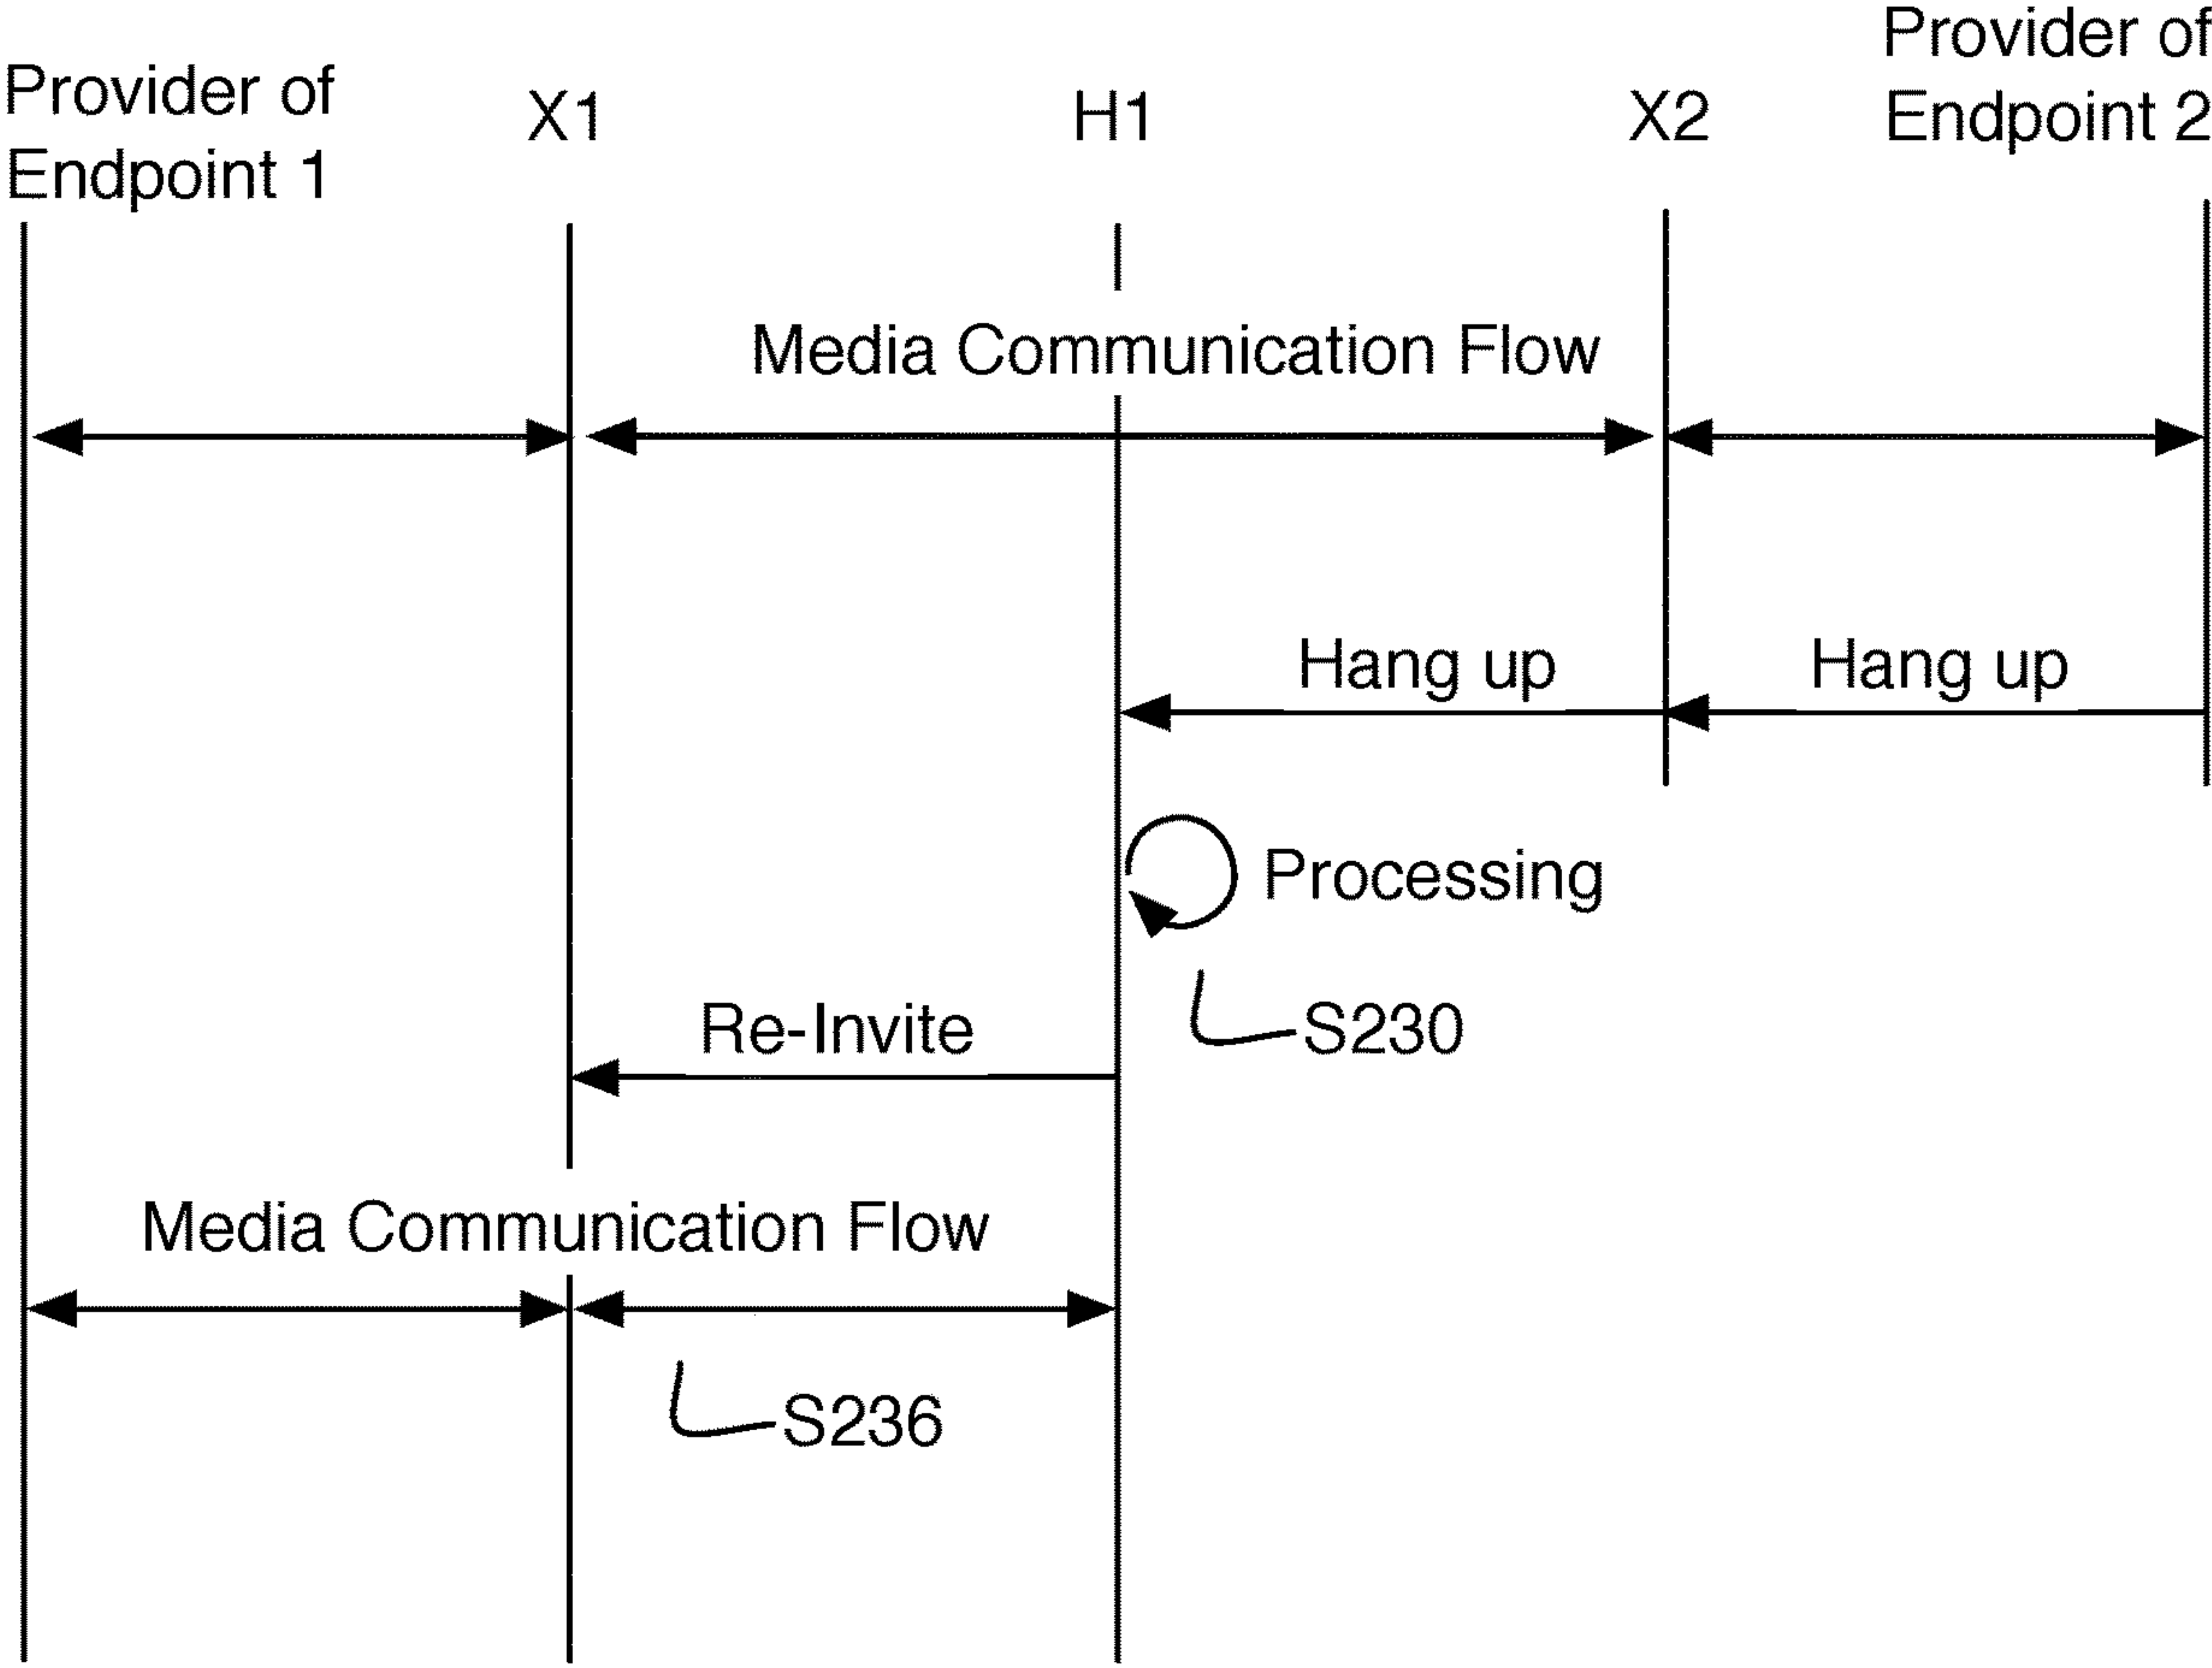 Provider of
Endpoint 1
X1
H1
X2
Provider of
Endpoint 2
Media Communication Flow
Hang up
Hang up
Processing
S230
Re-Invite
Media Communication Flow
S236